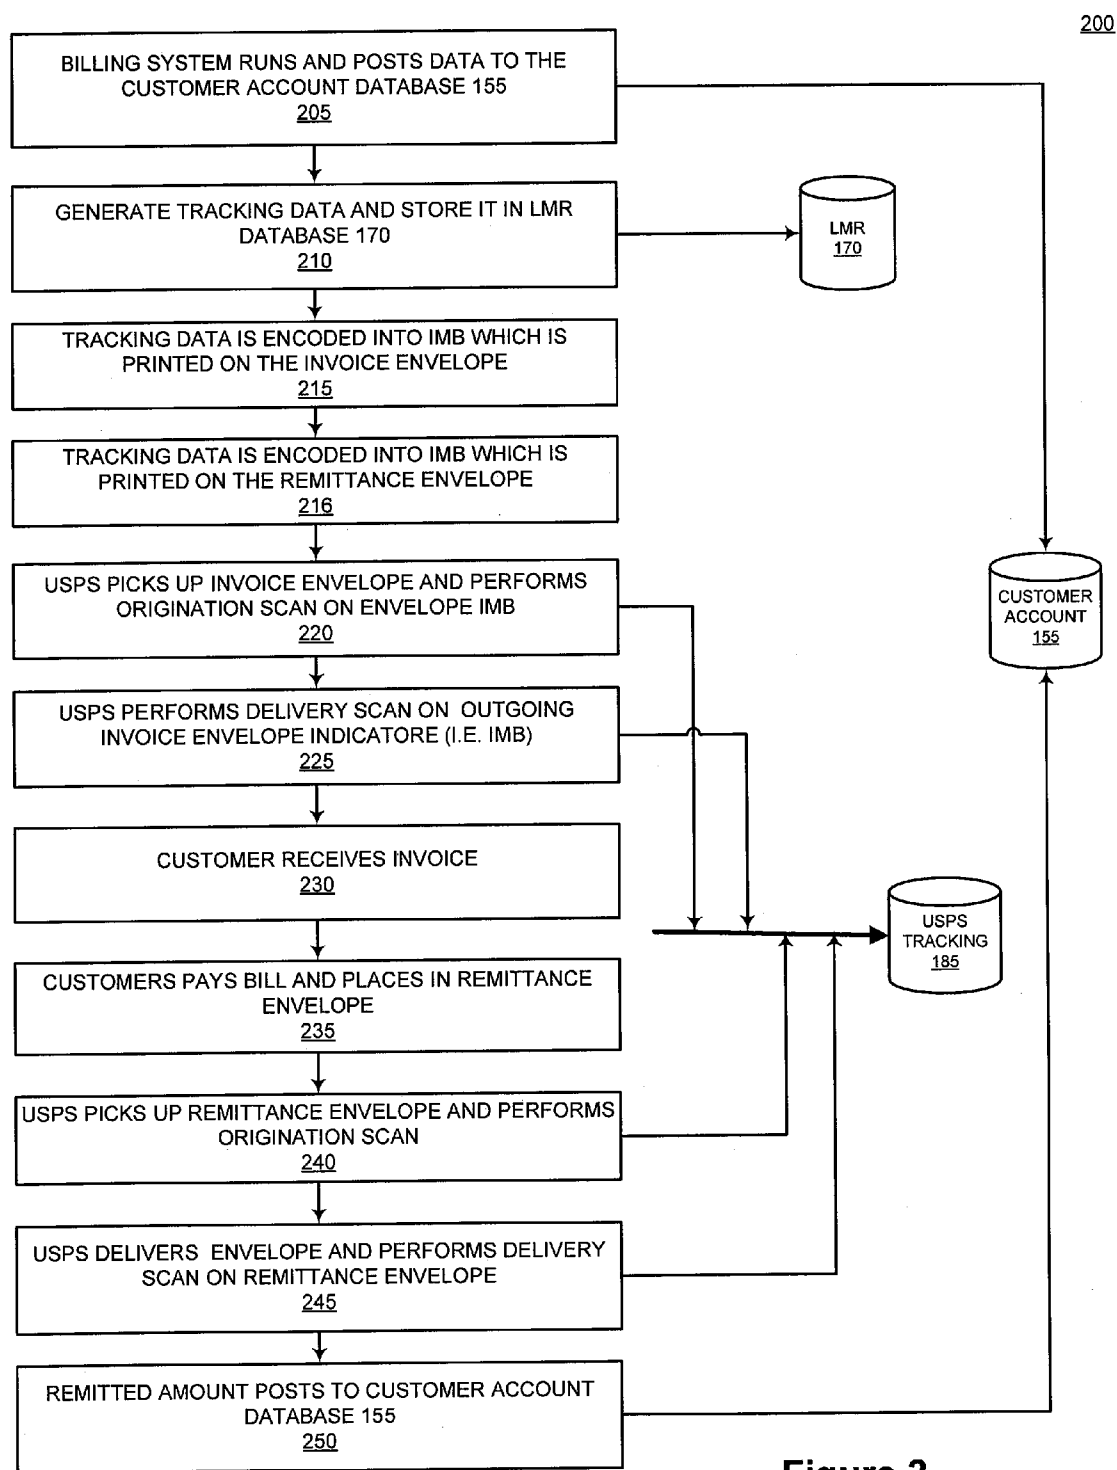 200
BILLING SYSTEM RUNS AND POSTS DATA TO THE
CUSTOMER ACCOUNT DATABASE 155
205
GENERATE TRACKING DATA AND STORE IT IN LMR
DATABASE 170
210
LMR
170
TRACKING DATA IS ENCODED INTO IMB WHICH IS
PRINTED ON THE INVOICE ENVELOPE
215
TRACKING DATA IS ENCODED INTO IMB WHICH IS
PRINTED ON THE REMITTANCE ENVELOPE
216
USPS PICKS UP INVOICE ENVELOPE AND PERFORMS
ORIGINATION SCAN ON ENVELOPE IMB
220
CUSTOMER
ACCOUNT
155
USPS PERFORMS DELIVERY SCAN ON OUTGOING
INVOICE ENVELOPE INDICATORE (I.E. IMB)
225
CUSTOMER RECEIVES INVOICE
230
USPS
TRACKING
185
CUSTOMERS PAYS BILL AND PLACES IN REMITTANCE
ENVELOPE
235
USPS PICKS UP REMITTANCE ENVELOPE AND PERFORMS
ORIGINATION SCAN
240
USPS DELIVERS ENVELOPE AND PERFORMS DELIVERY
SCAN ON REMITTANCE ENVELOPE
245
REMITTED AMOUNT POSTS TO CUSTOMER ACCOUNT
DATABASE 155
250
Figure